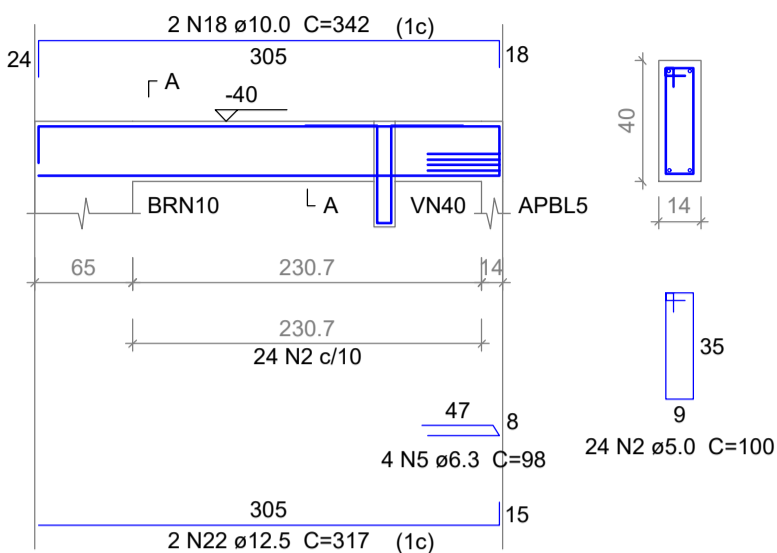 2 N18 ø10.0 C=342 (1c)
24
305
18
A
-40
40
BRN10
A
VN40
APBL5
14
65
230.7
14
230.7
24 N2 c/10
35
47
8
9
4 N5 ø6.3 C=98
24 N2 ø5.0 C=100
305
15
2 N22 ø12.5 C=317 (1c)